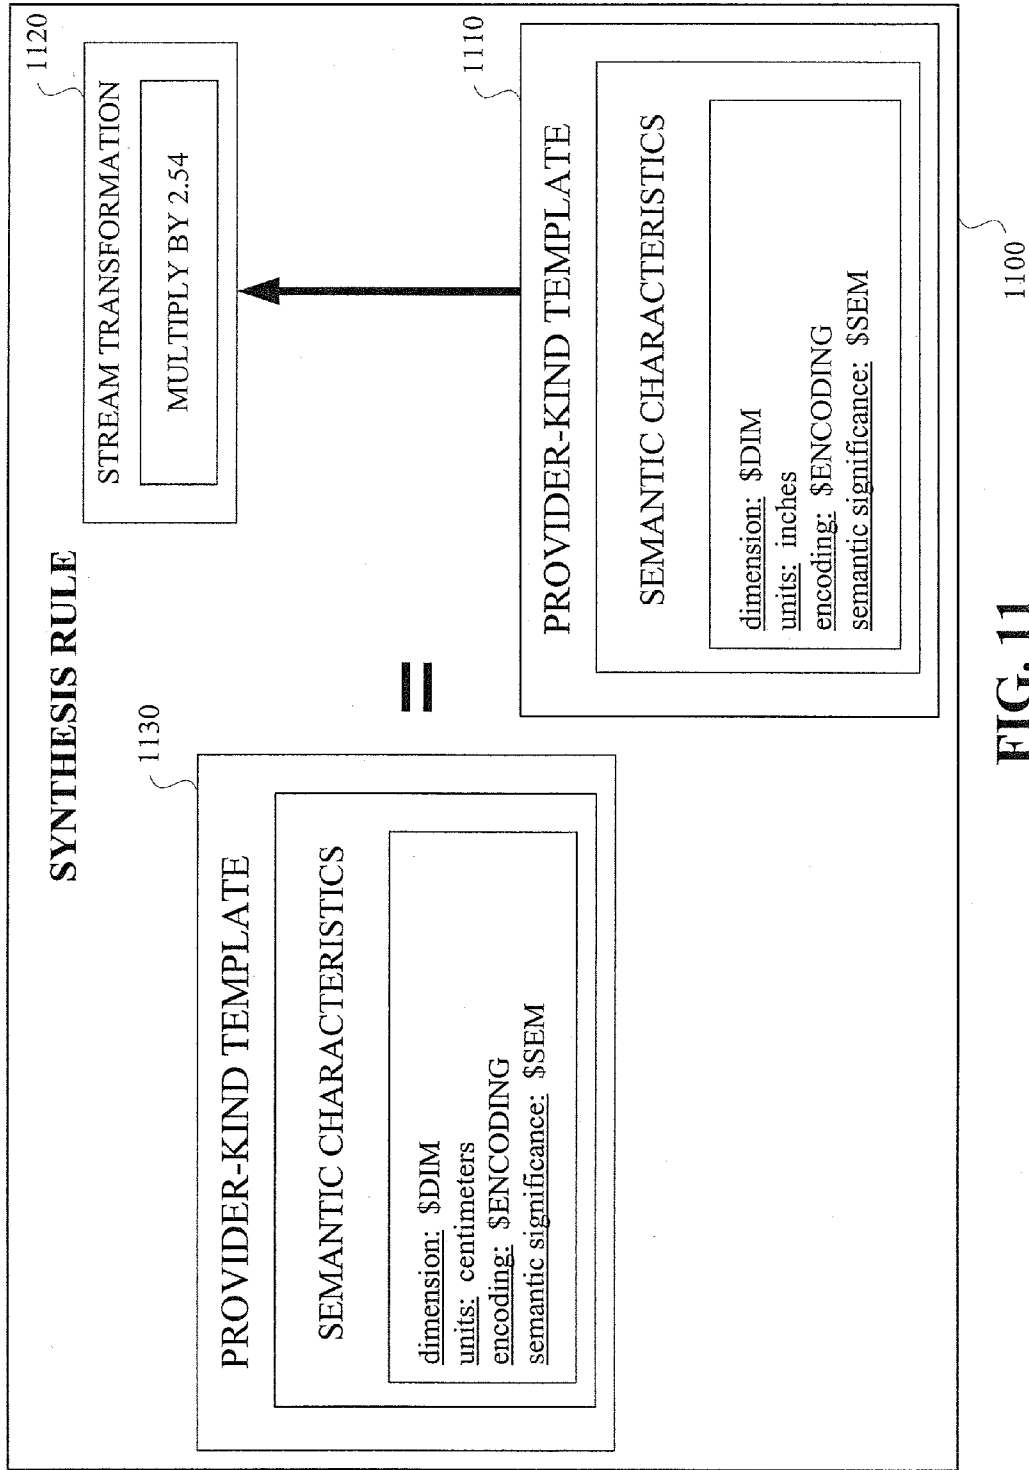 SYNTHESIS RULE
1130
PROVIDER-KIND TEMPLATE
SEMANTIC CHARACTERISTICS
dimension: $DIM
units: centimeters
encoding: $ENCODING
semantic significance: $SEM
=
1120
STREAM TRANSFORMATION
MULTIPLY BY 2.54
1110
PROVIDER-KIND TEMPLATE
SEMANTIC CHARACTERISTICS
dimension: $DIM
units: inches
encoding: $ENCODING
semantic significance: $SEM
1100
FIG. 11